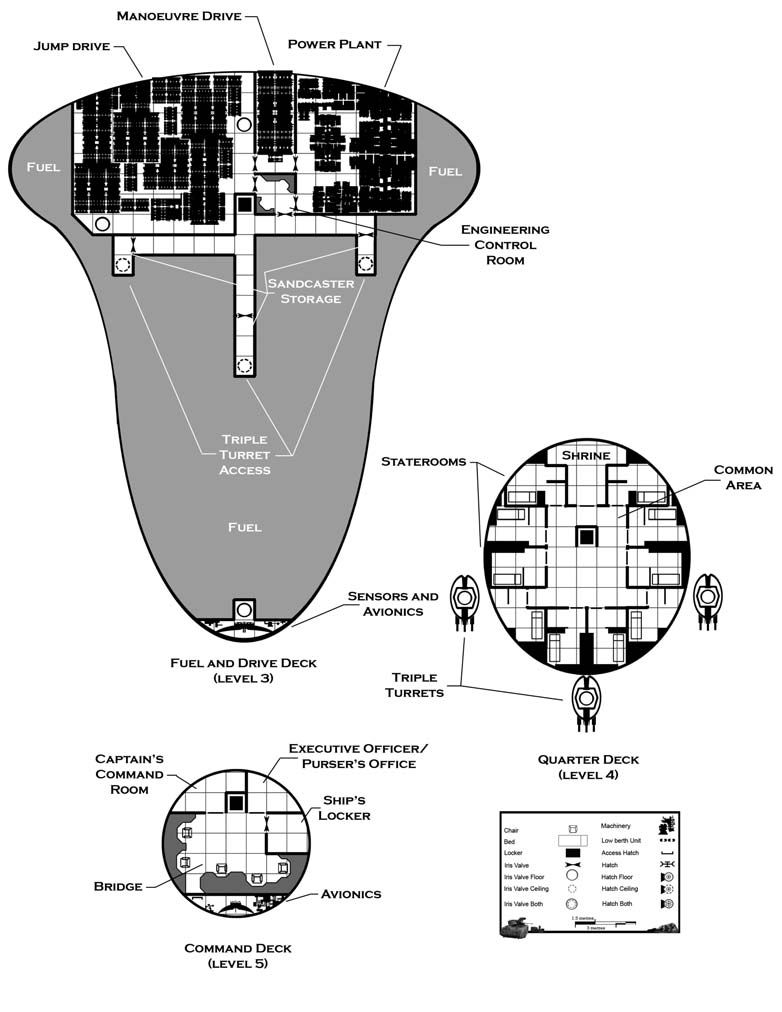 Manoeuvre Drive
Jump drive
Power Plant
Fuel
Fuel
Engineering
Control
Room
Sandcaster
Storage
Triple
Turret
Access
Fuel
Sensors and
Avionics
Fuel and Drive Deck
(level 3)
Staterooms
Shrine
Common
Area
Triple
Turrets
Quarter Deck
(level 4)
Captain's
Command
Room
Executive Officer/
Purser's Office
Ship's
Locker
Bridge
Avionics
Command Deck
(level 5)
Chair
Machinery
Bed
Low berth Unit
Locker
Access Hatch
Iris Valve
Hatch
Iris Valve Floor
Hatch Floor
Iris Valve Ceiling
Hatch Ceiling
Iris Valve Both
Hatch Both
1.5 metres
3 metres